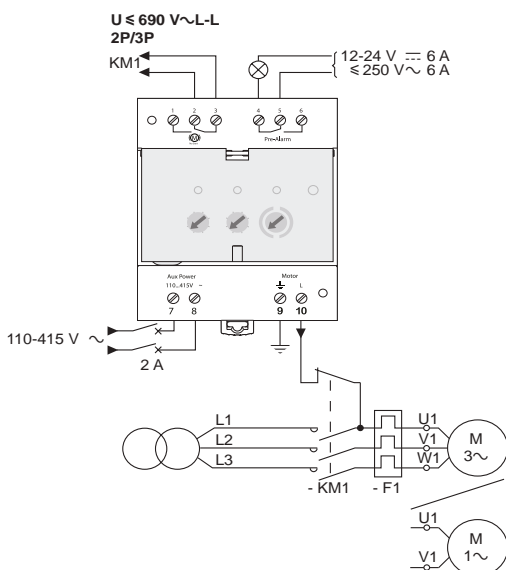 U ≤ 690 V∼L-L
2P/3P
KM1
12-24 V ⎓ 6 A
≤ 250 V∼ 6 A
1 2 3 4 5 6
M
Pre-Alarm
Aux Power
110...415V ~
Motor
⏚ L
7 8 9 10
110-415 V ∼
2 A
L1
L2
L3
U1
V1
W1
M
3∼
- KM1
- F1
U1
V1
M
1∼